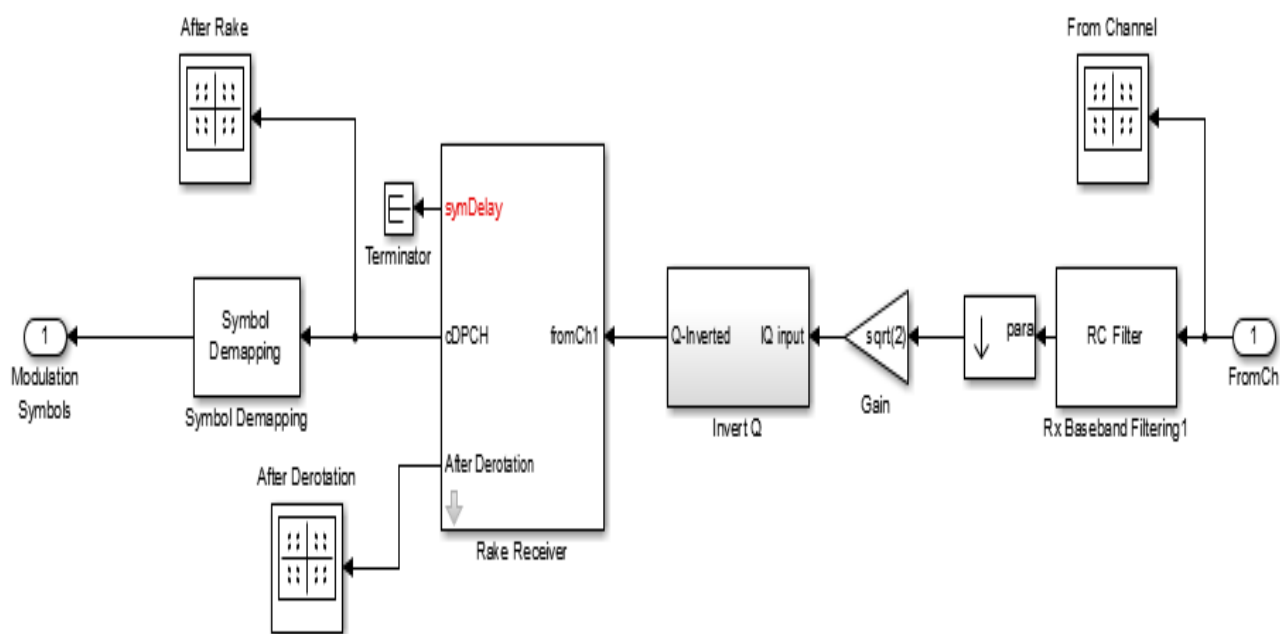 After Rake
From Channel
symDelay
Terminator
Symbol
Demapping
cDPCH
fromCh1
Q-Inverted
IQ input
sqrt(2)
para
RC Filter
1
1
Modulation
Symbols
Symbol Demapping
Invert Q
Gain
Rx Baseband Filtering1
FromCh
After Derotation
After Derotation
Rake Receiver